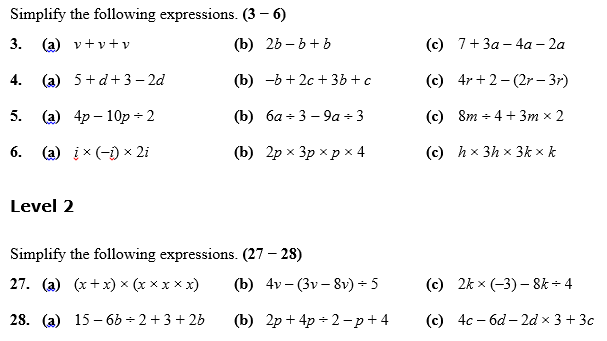 Simplify the following expressions. (3 – 6)
3. (a) v + v + v (b) 2b – b + b (c) 7 + 3a – 4a – 2a
4. (a) 5 + d + 3 – 2d (b) –b + 2c + 3b + c (c) 4r + 2 – (2r – 3r)
5. (a) 4p – 10p ÷ 2 (b) 6a ÷ 3 – 9a ÷ 3 (c) 8m ÷ 4 + 3m × 2
6. (a) i × (–i) × 2i (b) 2p × 3p × p × 4 (c) h × 3h × 3k × k
Level 2
Simplify the following expressions. (27 – 28)
27. (a) (x + x) × (x × x × x) (b) 4v – (3v – 8v) ÷ 5 (c) 2k × (–3) – 8k ÷ 4
28. (a) 15 – 6b ÷ 2 + 3 + 2b (b) 2p + 4p ÷ 2 – p + 4 (c) 4c – 6d – 2d × 3 + 3c